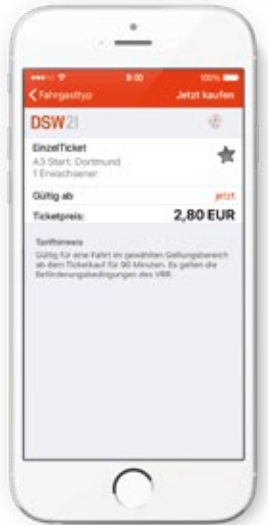 9:00 100%
Fahrgasttyp Jetzt kaufen
DSW21
EinzelTicket
A3 Start: Dortmund
1 Erwachsener
Gültig ab jetzt
Ticketpreis: 2,80 EUR
Tarifhinweis
Gültig für eine Fahrt im gewählten Geltungsbereich
ab dem Ticketkauf für 90 Minuten. Es gelten die
Beförderungsbedingungen des VRR.